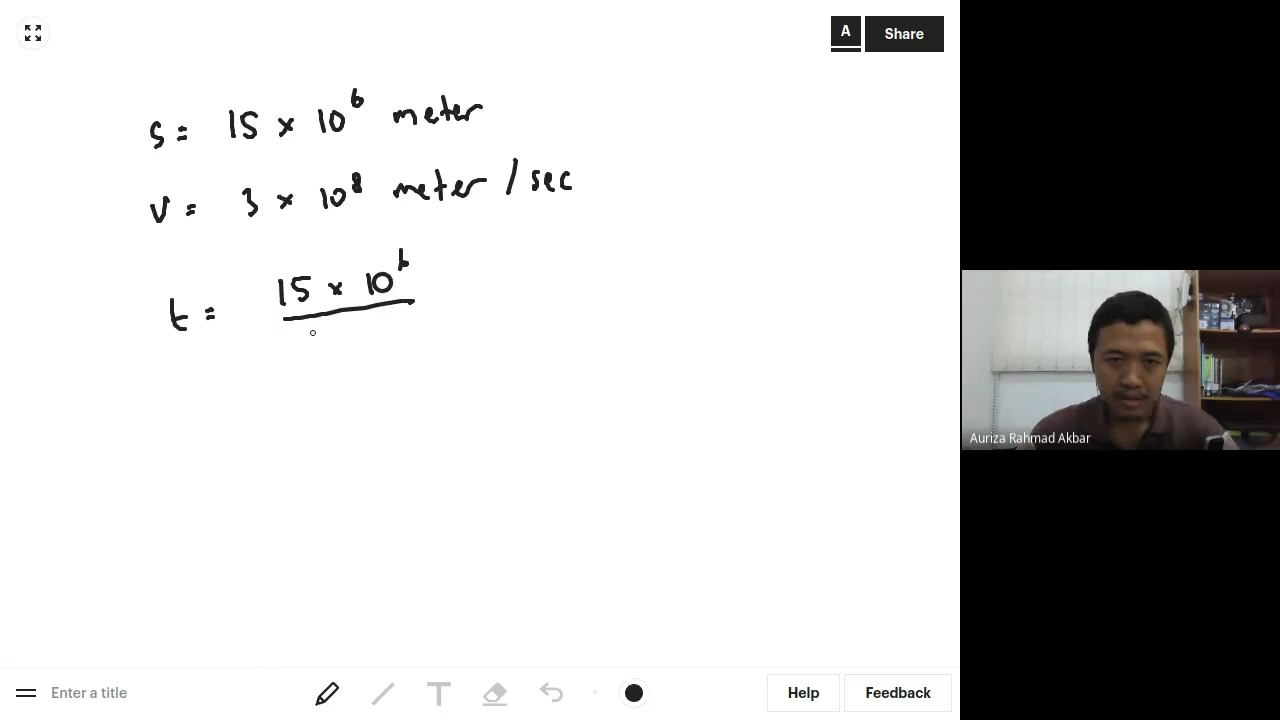 A Share
s = 15 × 10⁶ meter
v = 3 × 10⁸ meter / sec
t = 15 × 10⁶
Auriza Rahmad Akbar
Enter a title T Help Feedback